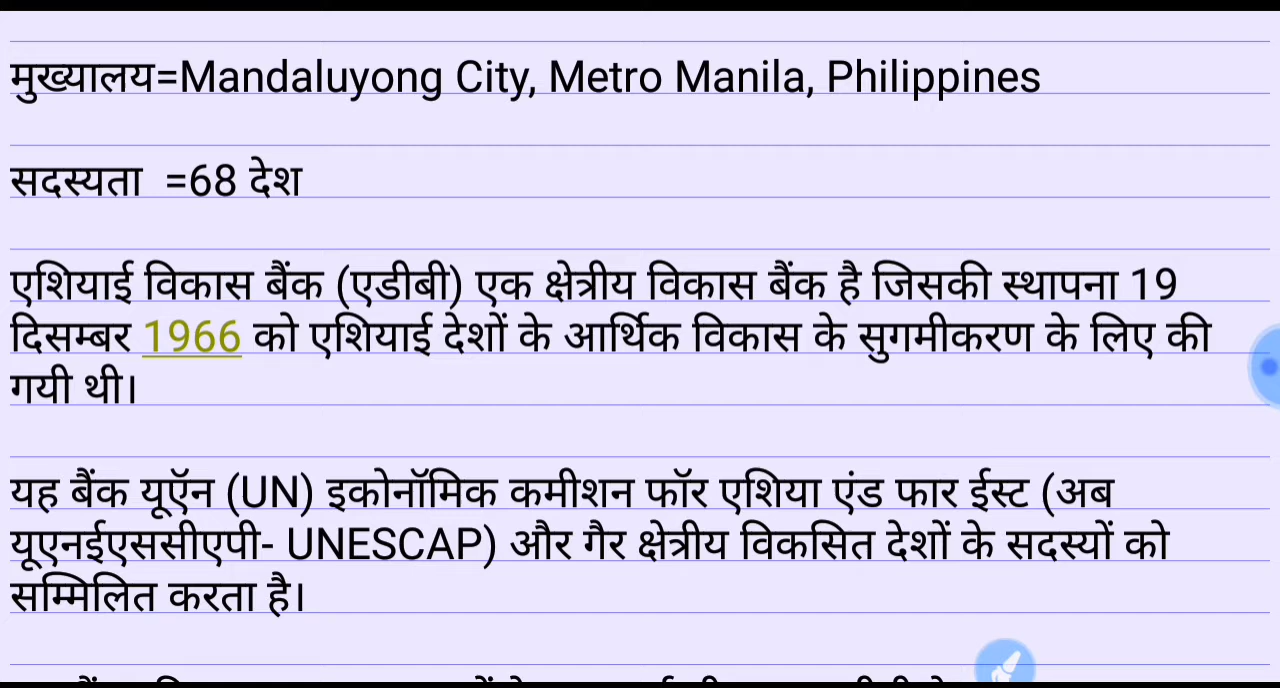 मुख्यालय=Mandaluyong City, Metro Manila, Philippines
सदस्यता =68 देश
एशियाई विकास बैंक (एडीबी) एक क्षेत्रीय विकास बैंक है जिसकी स्थापना 19
दिसम्बर 1966 को एशियाई देशों के आर्थिक विकास के सुगमीकरण के लिए की
गयी थी।
यह बैंक यूऍन (UN) इकोनॉमिक कमीशन फॉर एशिया एंड फार ईस्ट (अब
यूएनईएससीएपी- UNESCAP) और गैर क्षेत्रीय विकसित देशों के सदस्यों को
सम्मिलित करता है।